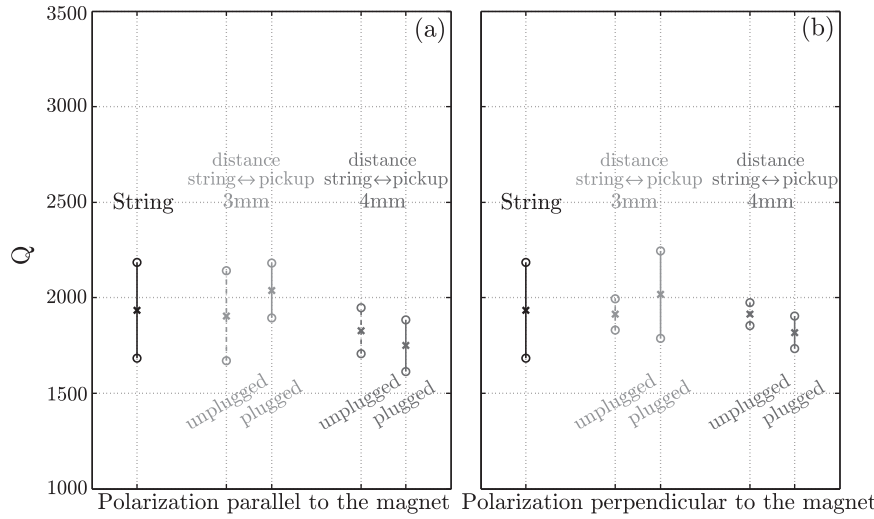 3500
3000
2500
2000
1500
1000
Q
(a)
String
distance
string↔pickup
3mm
distance
string↔pickup
4mm
unplugged
plugged
unplugged
plugged
Polarization parallel to the magnet
(b)
String
distance
string↔pickup
3mm
distance
string↔pickup
4mm
unplugged
plugged
unplugged
plugged
Polarization perpendicular to the magnet